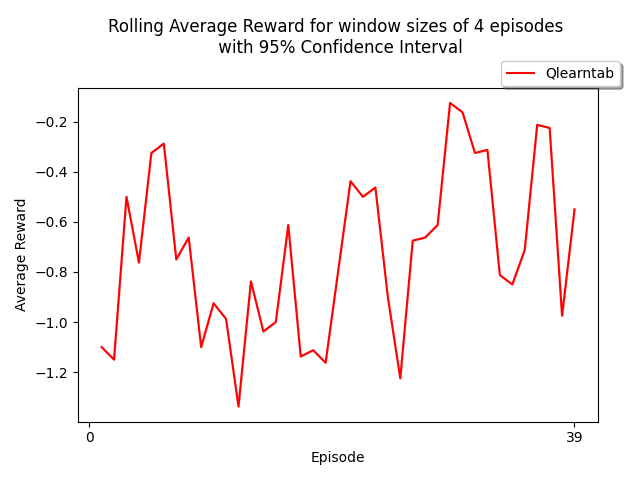 Rolling Average Reward for window sizes of 4 episodes
with 95% Confidence Interval
Qlearntab
−0.2
−0.4
−0.6
−0.8
−1.0
−1.2
Average Reward
0
39
Episode